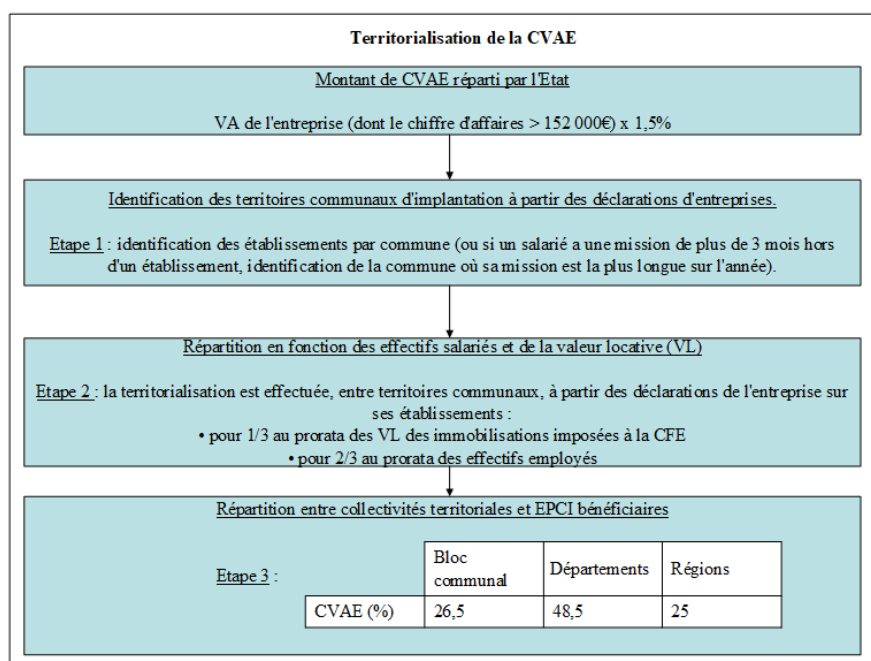 Territorialisation de la CVAE
Montant de CVAE réparti par l'Etat
VA de l'entreprise (dont le chiffre d'affaires > 152 000€) x 1,5%
Identification des territoires communaux d'implantation à partir des déclarations d'entreprises.
Etape 1 : identification des établissements par commune (ou si un salarié a une mission de plus de 3 mois hors
d'un établissement, identification de la commune où sa mission est la plus longue sur l'année).
Répartition en fonction des effectifs salariés et de la valeur locative (VL)
Etape 2 : la territorialisation est effectuée, entre territoires communaux, à partir des déclarations de l'entreprise sur
ses établissements :
• pour 1/3 au prorata des VL des immobilisations imposées à la CFE
• pour 2/3 au prorata des effectifs employés
Répartition entre collectivités territoriales et EPCI bénéficiaires
Etape 3 :
Bloc
communal
Départements
Régions
CVAE (%)
26,5
48,5
25